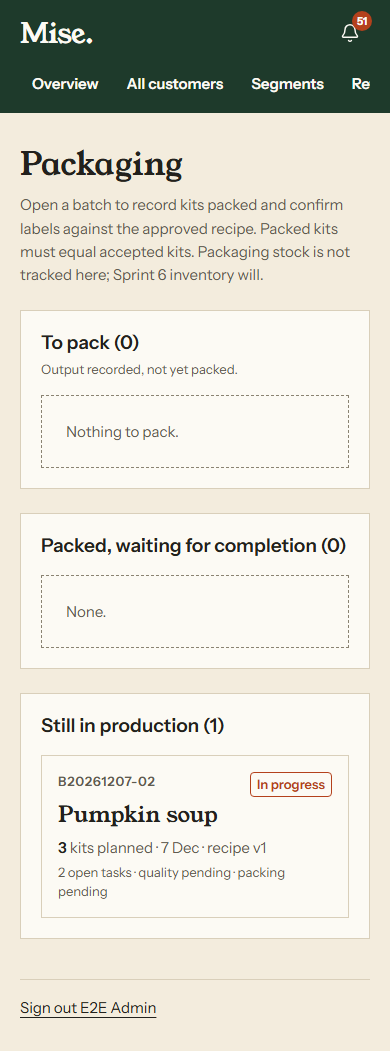 Mise.
51
Overview All customers Segments Re
Packaging
Open a batch to record kits packed and confirm
labels against the approved recipe. Packed kits
must equal accepted kits. Packaging stock is not
tracked here; Sprint 6 inventory will.
To pack (0)
Output recorded, not yet packed.
Nothing to pack.
Packed, waiting for completion (0)
None.
Still in production (1)
B20261207-02
In progress
Pumpkin soup
3 kits planned · 7 Dec · recipe v1
2 open tasks · quality pending · packing
pending
Sign out E2E Admin